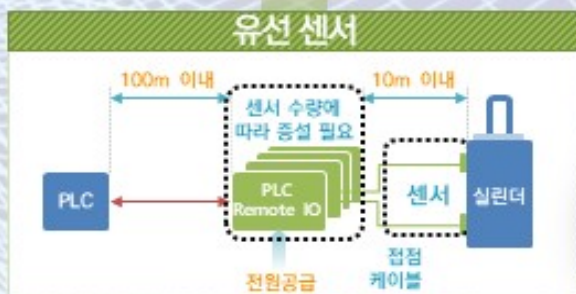 유선 센서
100m 이내
10m 이내
센서 수량에
따라 증설 필요
PLC
PLC
Remote IO
센서
실린더
접점
케이블
전원공급